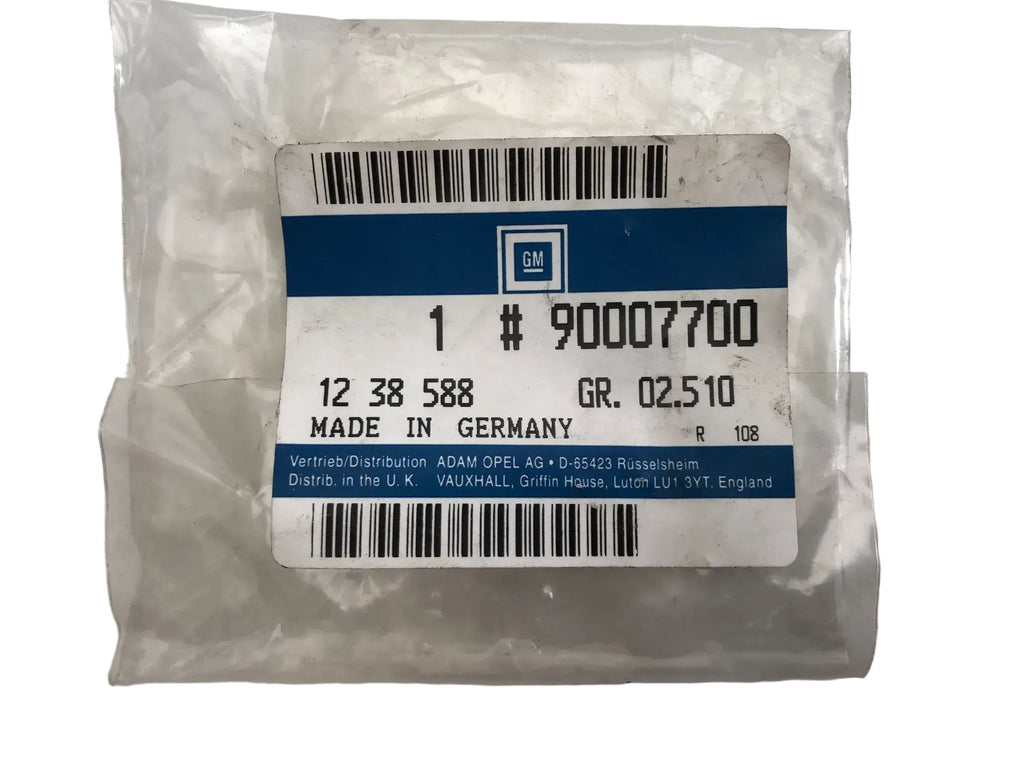 GM
1 # 90007700
12 38 588 GR. 02.510
MADE IN GERMANY R 108
Vertrieb/Distribution ADAM OPEL AG • D-65423 Rüsselsheim
Distrib. in the U. K. VAUXHALL, Griffin House, Luton LU1 3YT. England